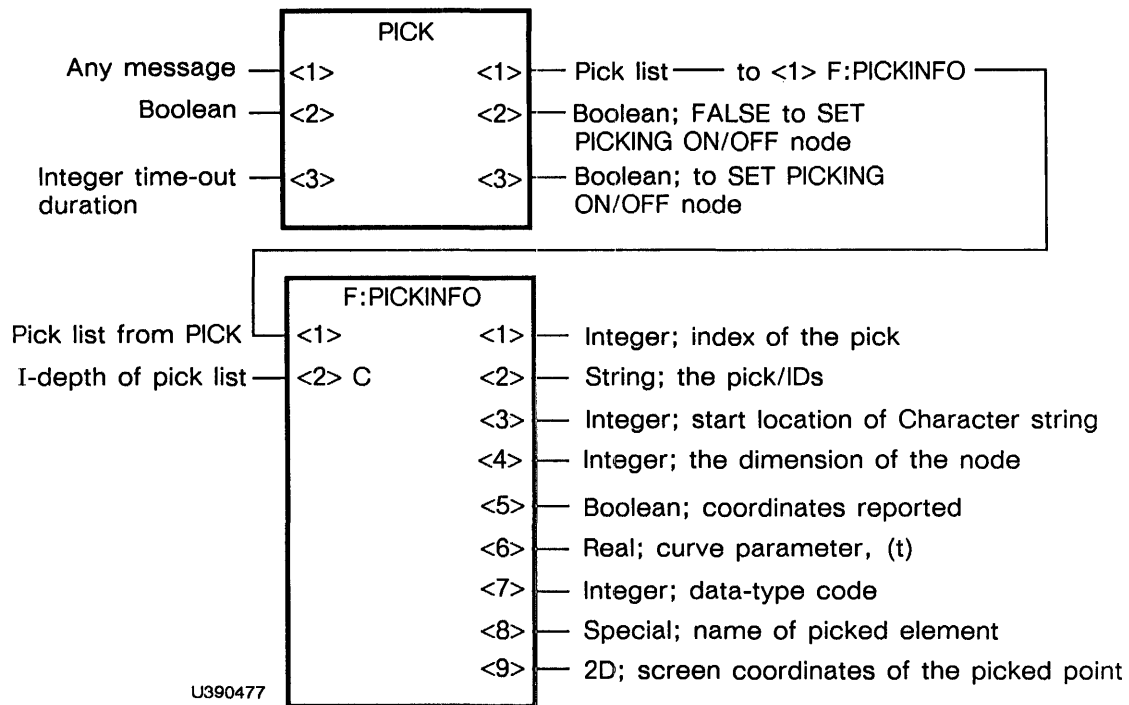 PICK
Any message <1> <1> Pick list to <1> F:PICKINFO
Boolean <2> <2> Boolean; FALSE to SET
PICKING ON/OFF node
Integer time-out <3> <3> Boolean; to SET PICKING
duration ON/OFF node
F:PICKINFO
Pick list from PICK <1> <1> Integer; index of the pick
I-depth of pick list <2> C <2> String; the pick/IDs
<3> Integer; start location of Character string
<4> Integer; the dimension of the node
<5> Boolean; coordinates reported
<6> Real; curve parameter, (t)
<7> Integer; data-type code
<8> Special; name of picked element
<9> 2D; screen coordinates of the picked point
U390477